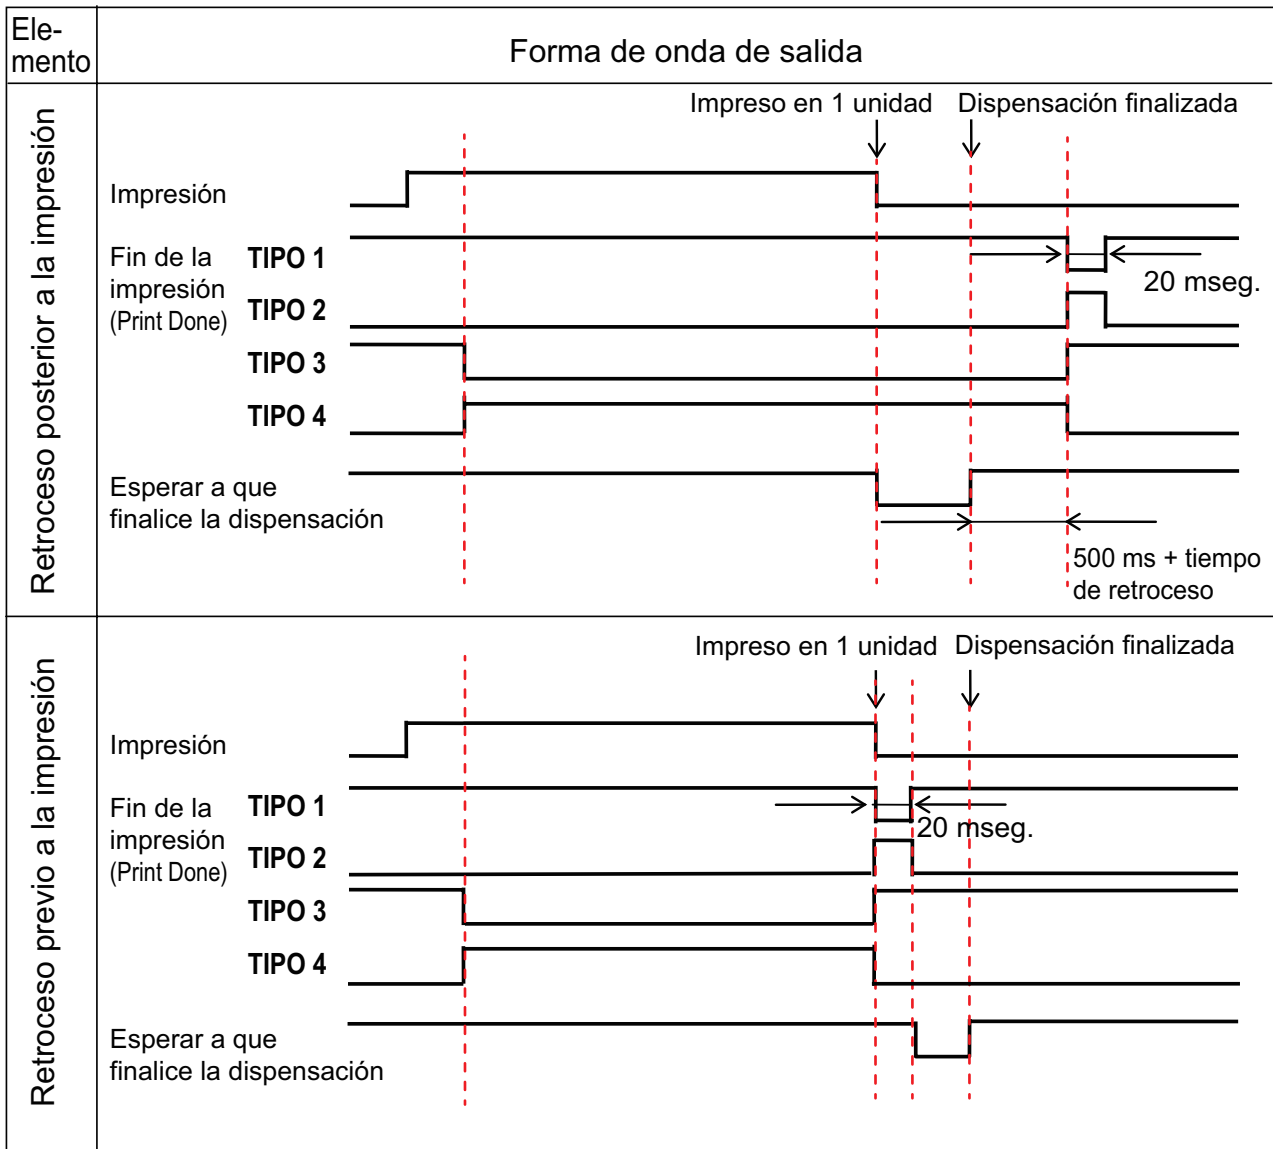 Ele-
mento
Forma de onda de salida
Retroceso posterior a la impresión
Impreso en 1 unidad
Dispensación finalizada
Impresión
Fin de la
impresión
(Print Done)
TIPO 1
20 mseg.
TIPO 2
TIPO 3
TIPO 4
Esperar a que
finalice la dispensación
500 ms + tiempo
de retroceso
Retroceso previo a la impresión
Impreso en 1 unidad
Dispensación finalizada
Impresión
Fin de la
impresión
(Print Done)
TIPO 1
20 mseg.
TIPO 2
TIPO 3
TIPO 4
Esperar a que
finalice la dispensación